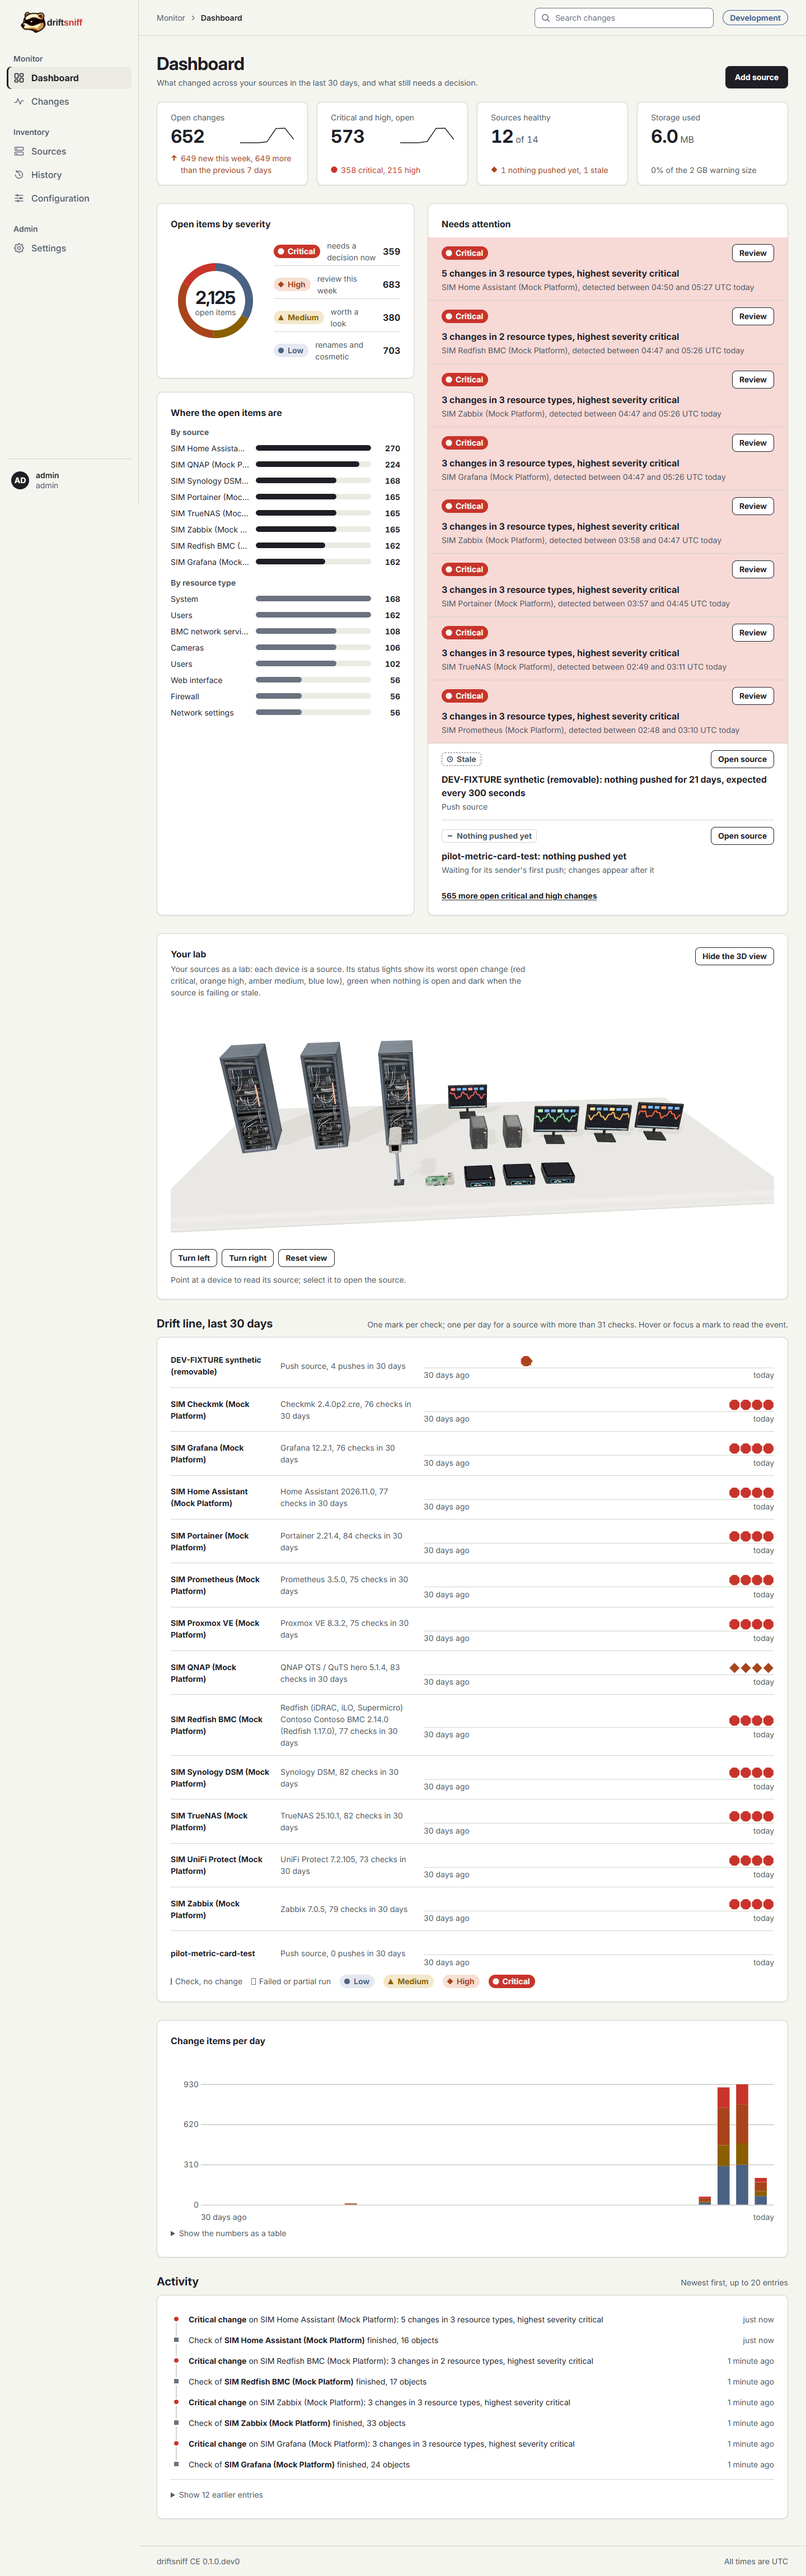 driftsniff
Monitor
Dashboard
Changes
Inventory
Sources
History
Configuration
Admin
Settings
AD
admin
admin
Monitor > Dashboard
Search changes
Development
Dashboard
What changed across your sources in the last 30 days, and what still needs a decision.
Add source
Open changes
652
649 new this week, 649 more
than the previous 7 days
Critical and high, open
573
358 critical, 215 high
Sources healthy
12 of 14
1 nothing pushed yet, 1 stale
Storage used
6.0 MB
0% of the 2 GB warning size
Open items by severity
2,125
open items
Critical needs a decision now 359
High review this week 683
Medium worth a look 380
Low renames and cosmetic 703
Where the open items are
By source
SIM Home Assista... 270
SIM QNAP (Mock P... 224
SIM Synology DSM... 168
SIM Portainer (Moc... 165
SIM TrueNAS (Moc... 165
SIM Zabbix (Mock ... 165
SIM Redfish BMC (... 162
SIM Grafana (Mock... 162
By resource type
System 168
Users 162
BMC network servi... 108
Cameras 106
Users 102
Web interface 56
Firewall 56
Network settings 56
Needs attention
Critical Review
5 changes in 3 resource types, highest severity critical
SIM Home Assistant (Mock Platform), detected between 04:50 and 05:27 UTC today
Critical Review
3 changes in 2 resource types, highest severity critical
SIM Redfish BMC (Mock Platform), detected between 04:47 and 05:26 UTC today
Critical Review
3 changes in 3 resource types, highest severity critical
SIM Zabbix (Mock Platform), detected between 04:47 and 05:26 UTC today
Critical Review
3 changes in 3 resource types, highest severity critical
SIM Grafana (Mock Platform), detected between 04:47 and 05:26 UTC today
Critical Review
3 changes in 3 resource types, highest severity critical
SIM Zabbix (Mock Platform), detected between 03:58 and 04:47 UTC today
Critical Review
3 changes in 3 resource types, highest severity critical
SIM Portainer (Mock Platform), detected between 03:57 and 04:45 UTC today
Critical Review
3 changes in 3 resource types, highest severity critical
SIM TrueNAS (Mock Platform), detected between 02:49 and 03:11 UTC today
Critical Review
3 changes in 3 resource types, highest severity critical
SIM Prometheus (Mock Platform), detected between 02:48 and 03:10 UTC today
Stale Open source
DEV-FIXTURE synthetic (removable): nothing pushed for 21 days, expected
every 300 seconds
Push source
Nothing pushed yet Open source
pilot-metric-card-test: nothing pushed yet
Waiting for its sender's first push; changes appear after it
565 more open critical and high changes
Your lab
Hide the 3D view
Your sources as a lab: each device is a source. Its status lights show its worst open change (red
critical, orange high, amber medium, blue low), green when nothing is open and dark when the
source is failing or stale.
Turn left Turn right Reset view
Point at a device to read its source; select it to open the source.
Drift line, last 30 days
One mark per check; one per day for a source with more than 31 checks. Hover or focus a mark to read the event.
DEV-FIXTURE synthetic
(removable)
Push source, 4 pushes in 30 days
30 days ago today
SIM Checkmk (Mock
Platform)
Checkmk 2.4.0p2.cre, 76 checks in
30 days
30 days ago today
SIM Grafana (Mock
Platform)
Grafana 12.2.1, 76 checks in 30
days
30 days ago today
SIM Home Assistant
(Mock Platform)
Home Assistant 2026.11.0, 77
checks in 30 days
30 days ago today
SIM Portainer (Mock
Platform)
Portainer 2.21.4, 84 checks in 30
days
30 days ago today
SIM Prometheus (Mock
Platform)
Prometheus 3.5.0, 75 checks in 30
days
30 days ago today
SIM Proxmox VE (Mock
Platform)
Proxmox VE 8.3.2, 75 checks in 30
days
30 days ago today
SIM QNAP (Mock
Platform)
QNAP QTS / QuTS hero 5.1.4, 83
checks in 30 days
30 days ago today
SIM Redfish BMC (Mock
Platform)
Redfish (iDRAC, iLO, Supermicro)
Contoso Contoso BMC 2.14.0
(Redfish 1.17.0), 77 checks in 30
days
30 days ago today
SIM Synology DSM (Mock
Platform)
Synology DSM, 82 checks in 30
days
30 days ago today
SIM TrueNAS (Mock
Platform)
TrueNAS 25.10.1, 82 checks in 30
days
30 days ago today
SIM UniFi Protect (Mock
Platform)
UniFi Protect 7.2.105, 73 checks in
30 days
30 days ago today
SIM Zabbix (Mock
Platform)
Zabbix 7.0.5, 79 checks in 30 days
30 days ago today
pilot-metric-card-test
Push source, 0 pushes in 30 days
30 days ago today
Check, no change Failed or partial run Low Medium High Critical
Change items per day
930
620
310
0
30 days ago today
Show the numbers as a table
Activity
Newest first, up to 20 entries
Critical change on SIM Home Assistant (Mock Platform): 5 changes in 3 resource types, highest severity critical just now
Check of SIM Home Assistant (Mock Platform) finished, 16 objects just now
Critical change on SIM Redfish BMC (Mock Platform): 3 changes in 2 resource types, highest severity critical 1 minute ago
Check of SIM Redfish BMC (Mock Platform) finished, 17 objects 1 minute ago
Critical change on SIM Zabbix (Mock Platform): 3 changes in 3 resource types, highest severity critical 1 minute ago
Check of SIM Zabbix (Mock Platform) finished, 33 objects 1 minute ago
Critical change on SIM Grafana (Mock Platform): 3 changes in 3 resource types, highest severity critical 1 minute ago
Check of SIM Grafana (Mock Platform) finished, 24 objects 1 minute ago
Show 12 earlier entries
driftsniff CE 0.1.0.dev0
All times are UTC